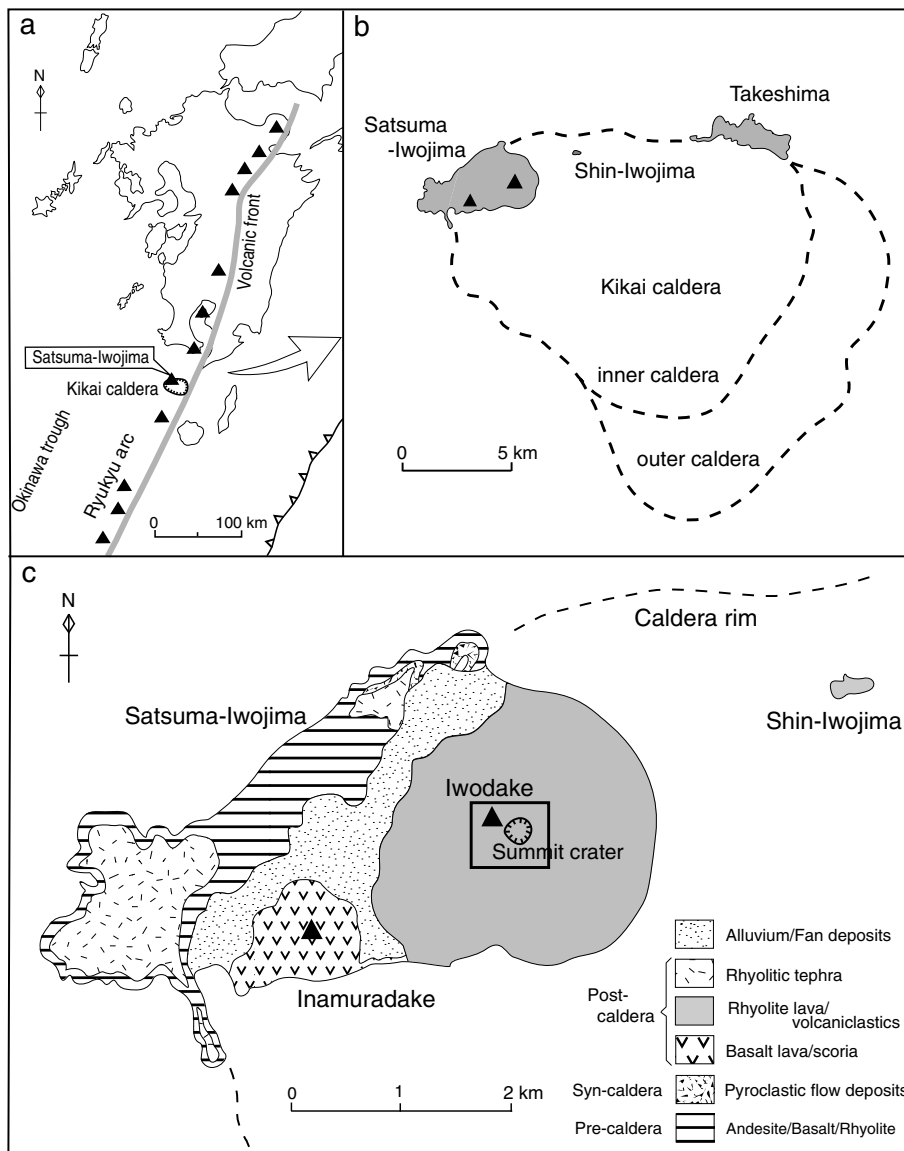 a
N
Volcanic front
Satsuma-Iwojima
Kikai caldera
Okinawa trough
Ryukyu arc
0 100 km
b
Takeshima
Satsuma
-Iwojima
Shin-Iwojima
Kikai caldera
inner caldera
outer caldera
0 5 km
c
N
Caldera rim
Satsuma-Iwojima
Shin-Iwojima
Iwodake
Summit crater
Inamuradake
0 1 2 km
Alluvium/Fan deposits
Post-
caldera
Rhyolitic tephra
Rhyolite lava/
volcaniclastics
Basalt lava/scoria
Syn-caldera Pyroclastic flow deposits
Pre-caldera Andesite/Basalt/Rhyolite